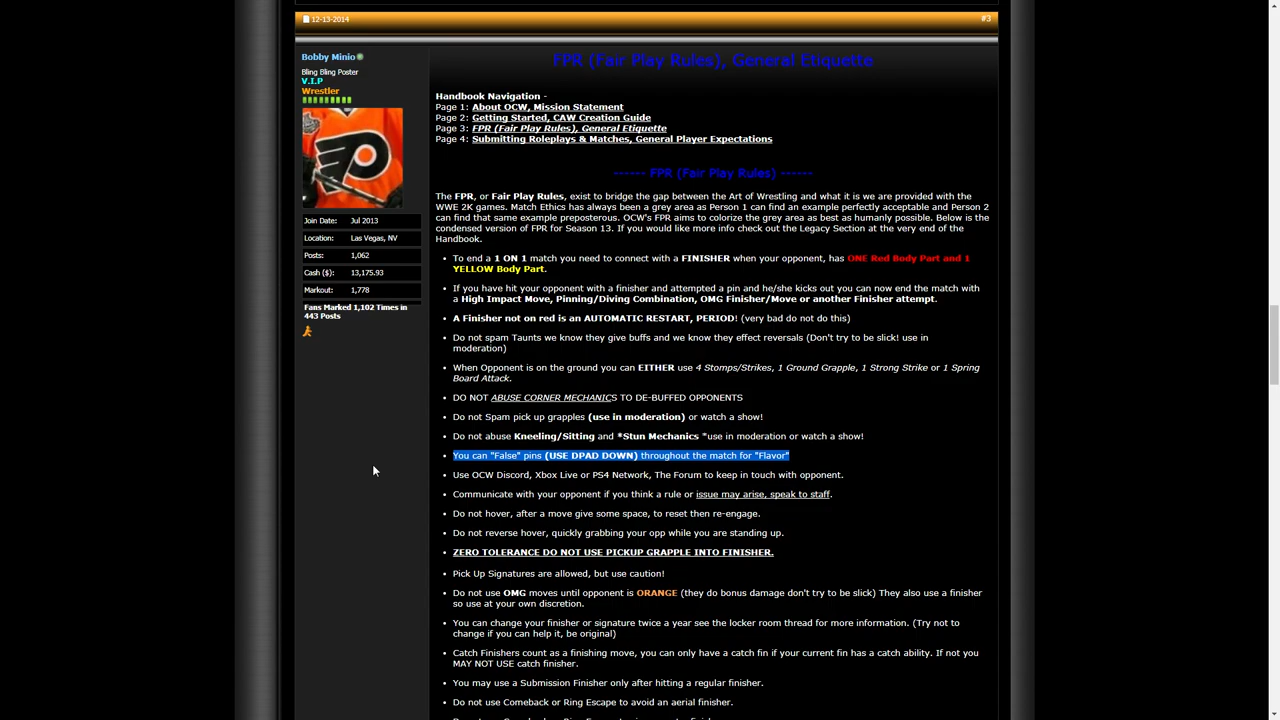 12-13-2014
#3
Bobby Minio
Bling Bling Poster
V.I.P
Wrestler
Join Date: Jul 2013
Location: Las Vegas, NV
Posts: 1,062
Cash ($): 13,175.93
Markout: 1,778
Fans Marked 1,102 Times in
443 Posts
FPR (Fair Play Rules), General Etiquette
Handbook Navigation -
Page 1: About OCW, Mission Statement
Page 2: Getting Started, CAW Creation Guide
Page 3: FPR (Fair Play Rules), General Etiquette
Page 4: Submitting Roleplays & Matches, General Player Expectations
------ FPR (Fair Play Rules) ------
The FPR, or Fair Play Rules, exist to bridge the gap between the Art of Wrestling and what it is we are provided with the
WWE 2K games. Match Ethics has always been a grey area as Person 1 can find an example perfectly acceptable and Person 2
can find that same example preposterous. OCW's FPR aims to colorize the grey area as best as humanly possible. Below is the
condensed version of FPR for Season 13. If you would like more info check out the Legacy Section at the very end of the
Handbook.
• To end a 1 ON 1 match you need to connect with a FINISHER when your opponent, has ONE Red Body Part and 1
YELLOW Body Part.
• If you have hit your opponent with a finisher and attempted a pin and he/she kicks out you can now end the match with
a High Impact Move, Pinning/Diving Combination, OMG Finisher/Move or another Finisher attempt.
• A Finisher not on red is an AUTOMATIC RESTART, PERIOD! (very bad do not do this)
• Do not spam Taunts we know they give buffs and we know they effect reversals (Don't try to be slick! use in
moderation)
• When Opponent is on the ground you can EITHER use 4 Stomps/Strikes, 1 Ground Grapple, 1 Strong Strike or 1 Spring
Board Attack.
• DO NOT ABUSE CORNER MECHANICS TO DE-BUFFED OPPONENTS
• Do not Spam pick up grapples (use in moderation) or watch a show!
• Do not abuse Kneeling/Sitting and *Stun Mechanics *use in moderation or watch a show!
• You can "False" pins (USE DPAD DOWN) throughout the match for "Flavor"
• Use OCW Discord, Xbox Live or PS4 Network, The Forum to keep in touch with opponent.
• Communicate with your opponent if you think a rule or issue may arise, speak to staff.
• Do not hover, after a move give some space, to reset then re-engage.
• Do not reverse hover, quickly grabbing your opp while you are standing up.
• ZERO TOLERANCE DO NOT USE PICKUP GRAPPLE INTO FINISHER.
• Pick Up Signatures are allowed, but use caution!
• Do not use OMG moves until opponent is ORANGE (they do bonus damage don't try to be slick) They also use a finisher
so use at your own discretion.
• You can change your finisher or signature twice a year see the locker room thread for more information. (Try not to
change if you can help it, be original)
• Catch Finishers count as a finishing move, you can only have a catch fin if your current fin has a catch ability. If not you
MAY NOT USE catch finisher.
• You may use a Submission Finisher only after hitting a regular finisher.
• Do not use Comeback or Ring Escape to avoid an aerial finisher.